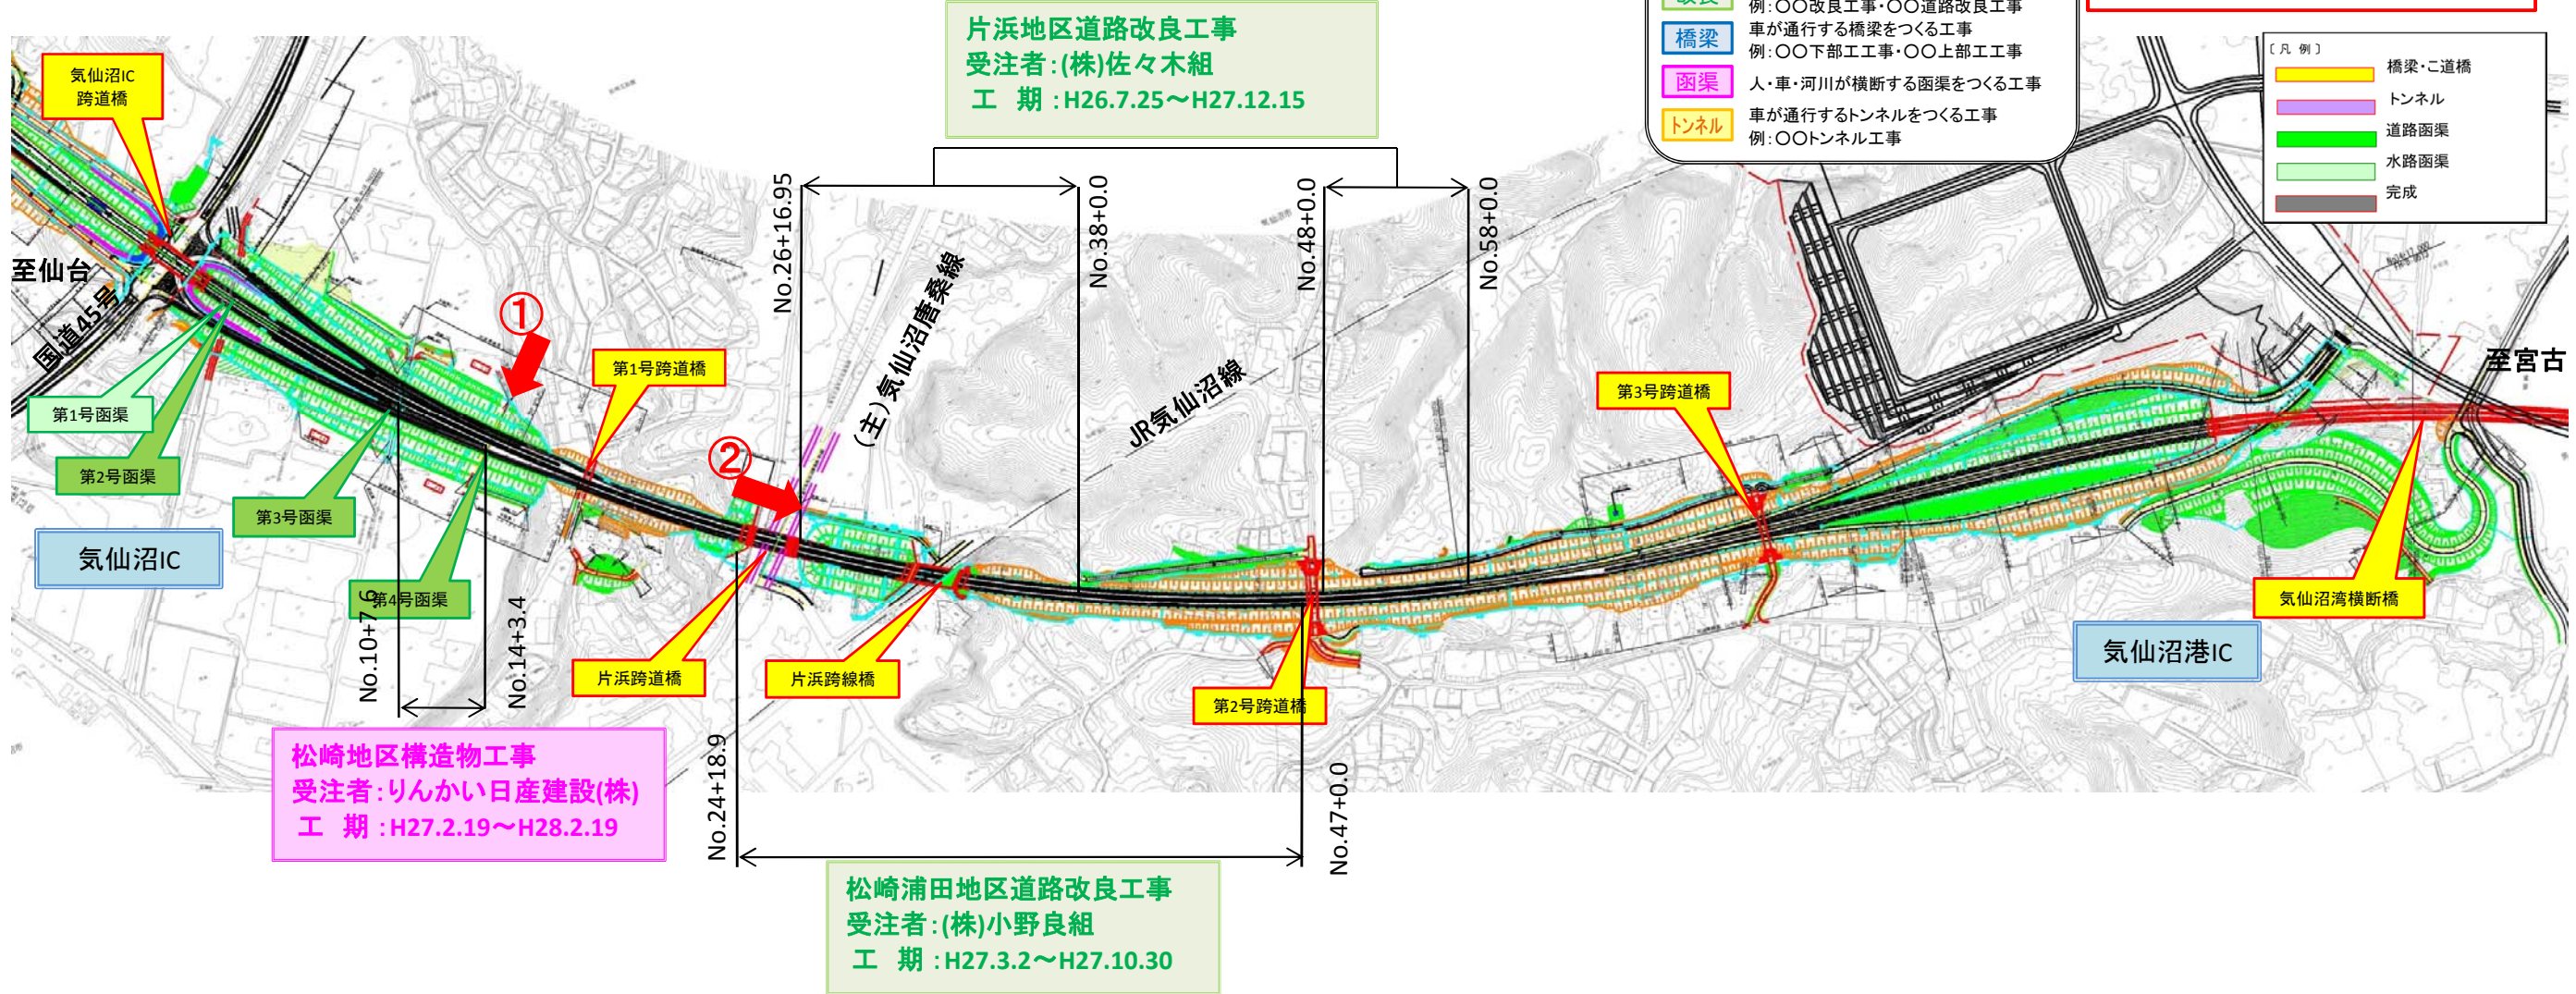 片浜地区道路改良工事
受注者：(株)佐々木組
工　期：H26.7.25～H27.12.15
例：〇〇改良工事・〇〇道路改良工事
橋梁
車が通行する橋梁をつくる工事
例：〇〇下部工工事・〇〇上部工工事
函渠
人・車・河川が横断する函渠をつくる工事
トンネル
車が通行するトンネルをつくる工事
例：〇〇トンネル工事
〔凡 例〕
橋梁・こ道橋
トンネル
道路函渠
水路函渠
完成
気仙沼IC
跨道橋
至仙台
国道45号
①
第1号跨道橋
②
No.26+16.95
(主)気仙沼唐桑線
No.38+0.0
JR気仙沼線
No.48+0.0
No.58+0.0
第3号跨道橋
至宮古
第1号函渠
第2号函渠
第3号函渠
第4号函渠
気仙沼IC
No.10+7.6
No.14+3.4
片浜跨道橋
片浜跨線橋
第2号跨道橋
気仙沼湾横断橋
気仙沼港IC
松崎地区構造物工事
受注者：りんかい日産建設(株)
工　期：H27.2.19～H28.2.19
No.24+18.9
No.47+0.0
松崎浦田地区道路改良工事
受注者：(株)小野良組
工　期：H27.3.2～H27.10.30